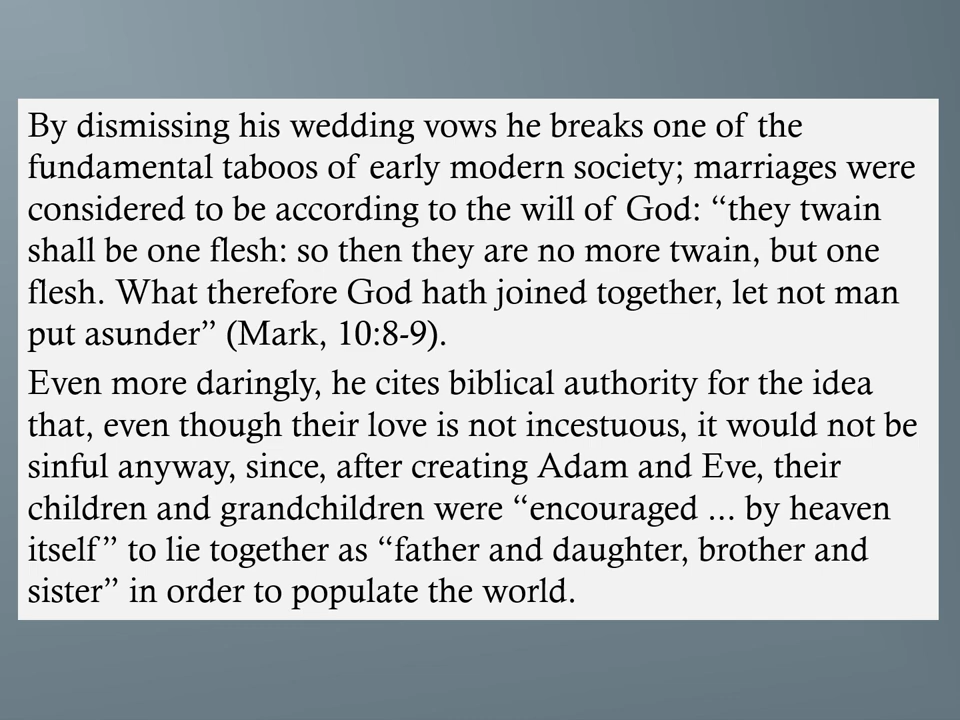 By dismissing his wedding vows he breaks one of the
fundamental taboos of early modern society; marriages were
considered to be according to the will of God: “they twain
shall be one flesh: so then they are no more twain, but one
flesh. What therefore God hath joined together, let not man
put asunder” (Mark, 10:8-9).
Even more daringly, he cites biblical authority for the idea
that, even though their love is not incestuous, it would not be
sinful anyway, since, after creating Adam and Eve, their
children and grandchildren were “encouraged ... by heaven
itself” to lie together as “father and daughter, brother and
sister” in order to populate the world.